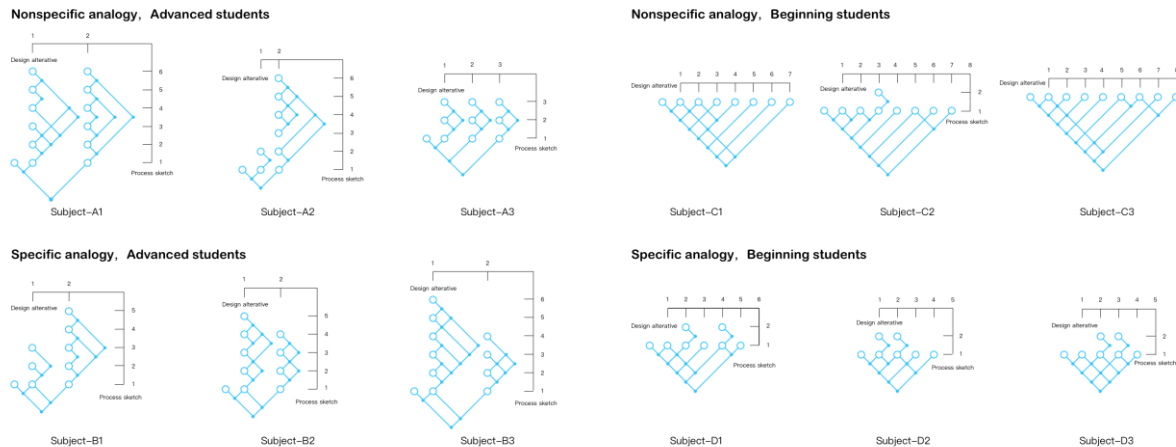 Nonspecific analogy, Advanced students
1 2
Design alterative
6
5
4
3
2
1
Process sketch
Subject-A1
1 2
Design alterative
6
5
4
3
2
1
Process sketch
Subject-A2
1 2 3
Design alterative
3
2
1
Process sketch
Subject-A3
Nonspecific analogy, Beginning students
1 2 3 4 5 6 7
Design alterative
Subject-C1
1 2 3 4 5 6 7 8
Design alterative
2
1
Process sketch
Subject-C2
1 2 3 4 5 6 7 8
Design alterative
Subject-C3
Specific analogy, Advanced students
1 2
Design alterative
5
4
3
2
1
Process sketch
Subject-B1
1 2
Design alterative
5
4
3
2
1
Process sketch
Subject-B2
1 2
Design alterative
6
5
4
3
2
1
Process sketch
Subject-B3
Specific analogy, Beginning students
1 2 3 4 5 6
Design alterative
2
1
Process sketch
Subject-D1
1 2 3 4 5
Design alterative
2
1
Process sketch
Subject-D2
1 2 3 4 5
Design alterative
2
1
Process sketch
Subject-D3